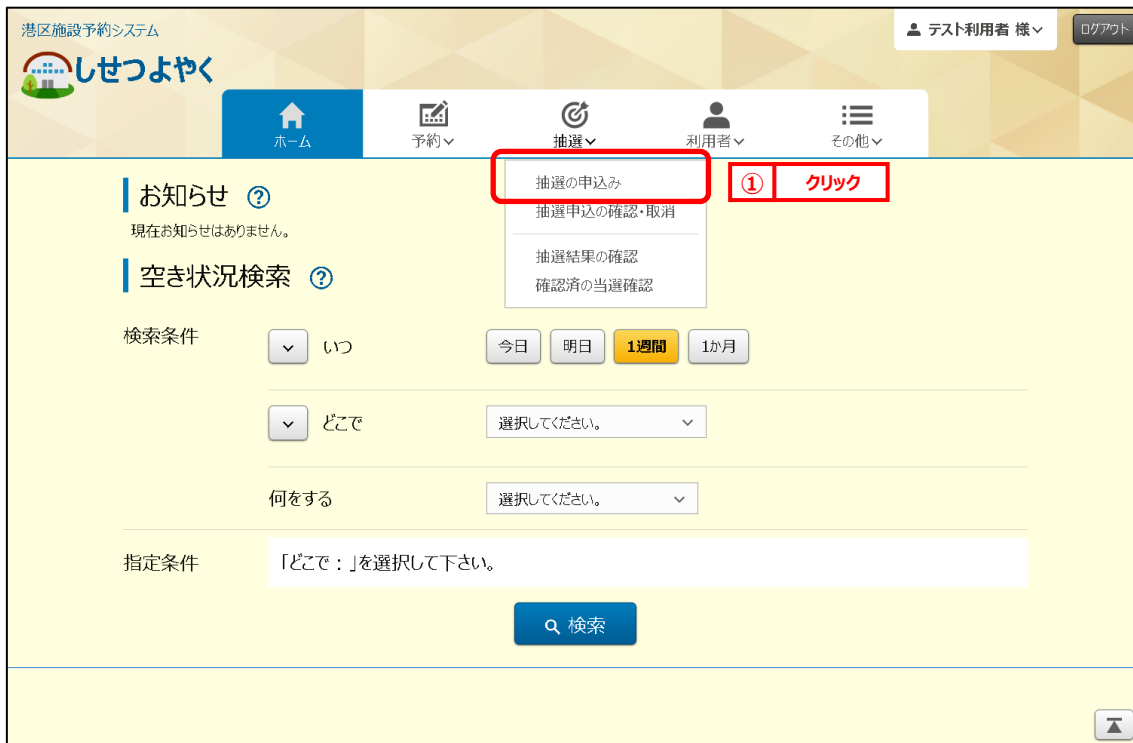 港区施設予約システム
しせつよやく
テスト利用者 様
ログアウト
ホーム
予約
抽選
利用者
その他
抽選の申込み
① クリック
抽選申込の確認・取消
抽選結果の確認
確認済の当選確認
お知らせ ?
現在お知らせはありません。
空き状況検索 ?
検索条件
いつ
今日 明日 1週間 1か月
どこで
選択してください。
何をする
選択してください。
指定条件
「どこで : 」を選択して下さい。
検索